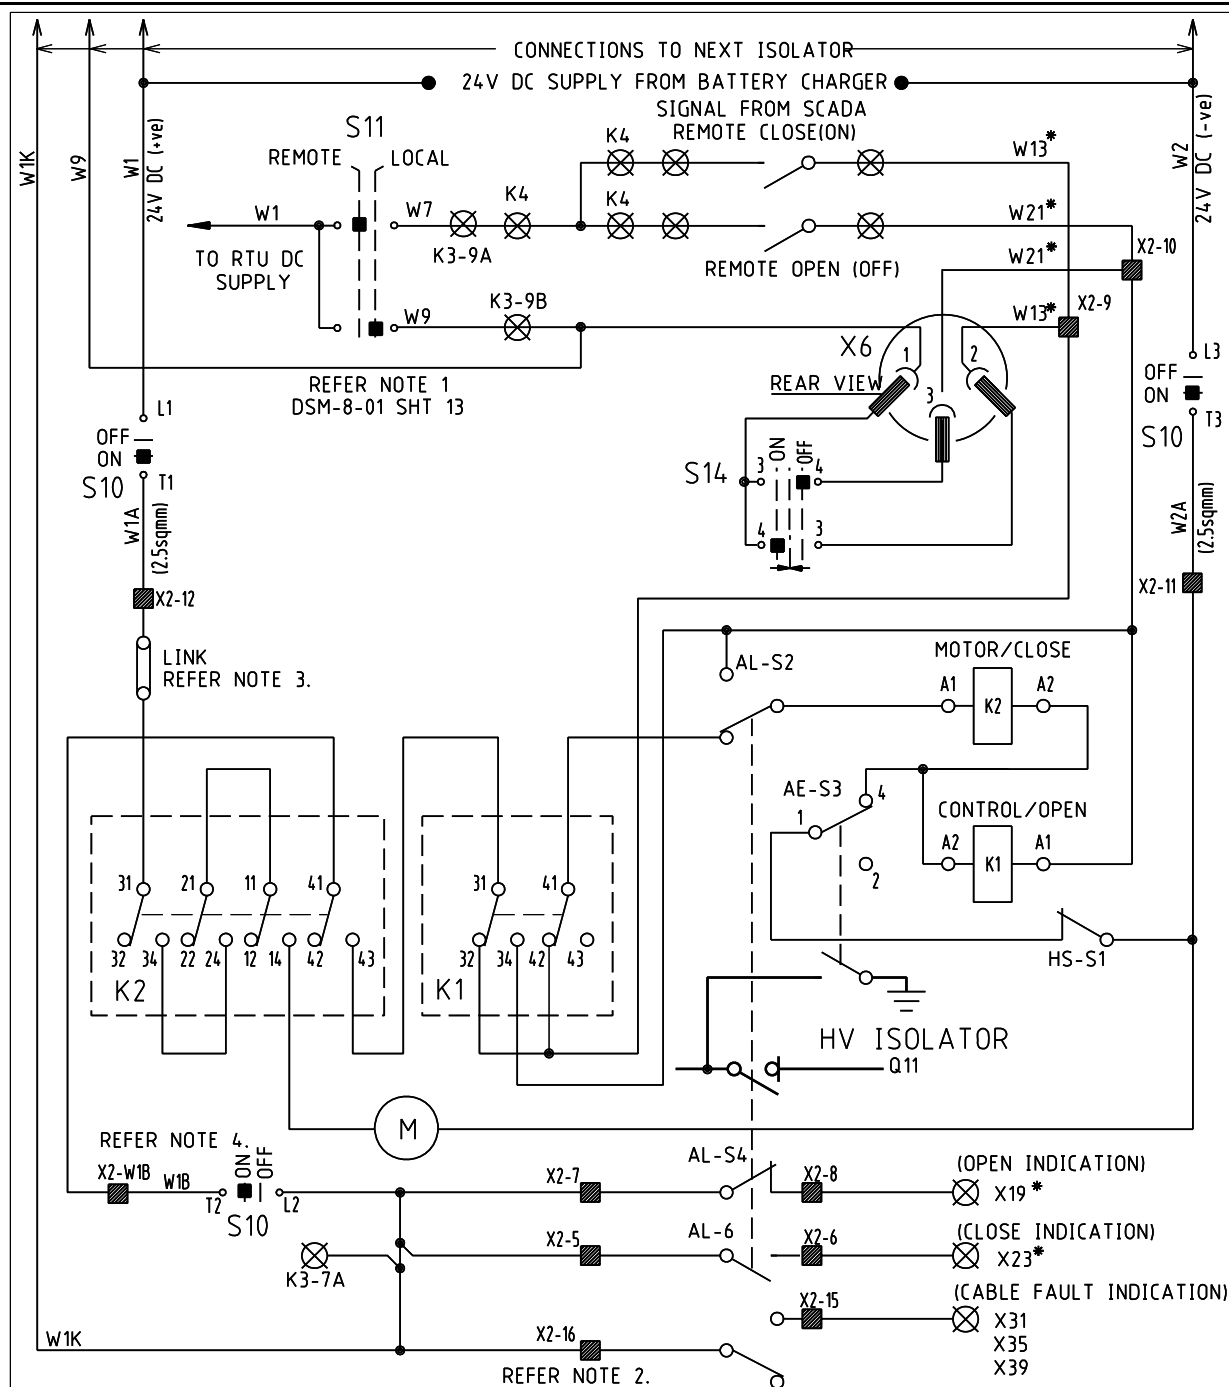 CONNECTIONS TO NEXT ISOLATOR
24V DC SUPPLY FROM BATTERY CHARGER
SIGNAL FROM SCADA
REMOTE CLOSE(ON)
W1K
W9
W1
24V DC (+ve)
W2
24V DC (-ve)
S11
REMOTE
LOCAL
K4
W13*
W1
W7
K4
K4
W21*
TO RTU DC
SUPPLY
K3-9A
REMOTE OPEN (OFF)
W21*
X2-10
K3-9B
W9
W13*
X2-9
X6
1
2
3
REAR VIEW
REFER NOTE 1
DSM-8-01 SHT 13
L1
OFF
ON
S10
T1
L3
OFF
ON
T3
S10
S14
3
ON
OFF
4
4
3
W1A
(2.5sqmm)
W2A
(2.5sqmm)
X2-12
X2-11
LINK
REFER NOTE 3.
AL-S2
MOTOR/CLOSE
A1
K2
A2
AE-S3
4
1
2
CONTROL/OPEN
A2
K1
A1
31
21
11
41
31
41
32
34
22
24
12
14
42
43
32
34
42
43
K2
K1
HS-S1
HV ISOLATOR
Q11
M
REFER NOTE 4.
X2-W1B
W1B
T2
ON
OFF
L2
S10
X2-7
AL-S4
X2-8
(OPEN INDICATION)
X19*
K3-7A
X2-5
AL-6
X2-6
(CLOSE INDICATION)
X23*
X2-15
(CABLE FAULT INDICATION)
X31
X35
X39
W1K
X2-16
REFER NOTE 2.